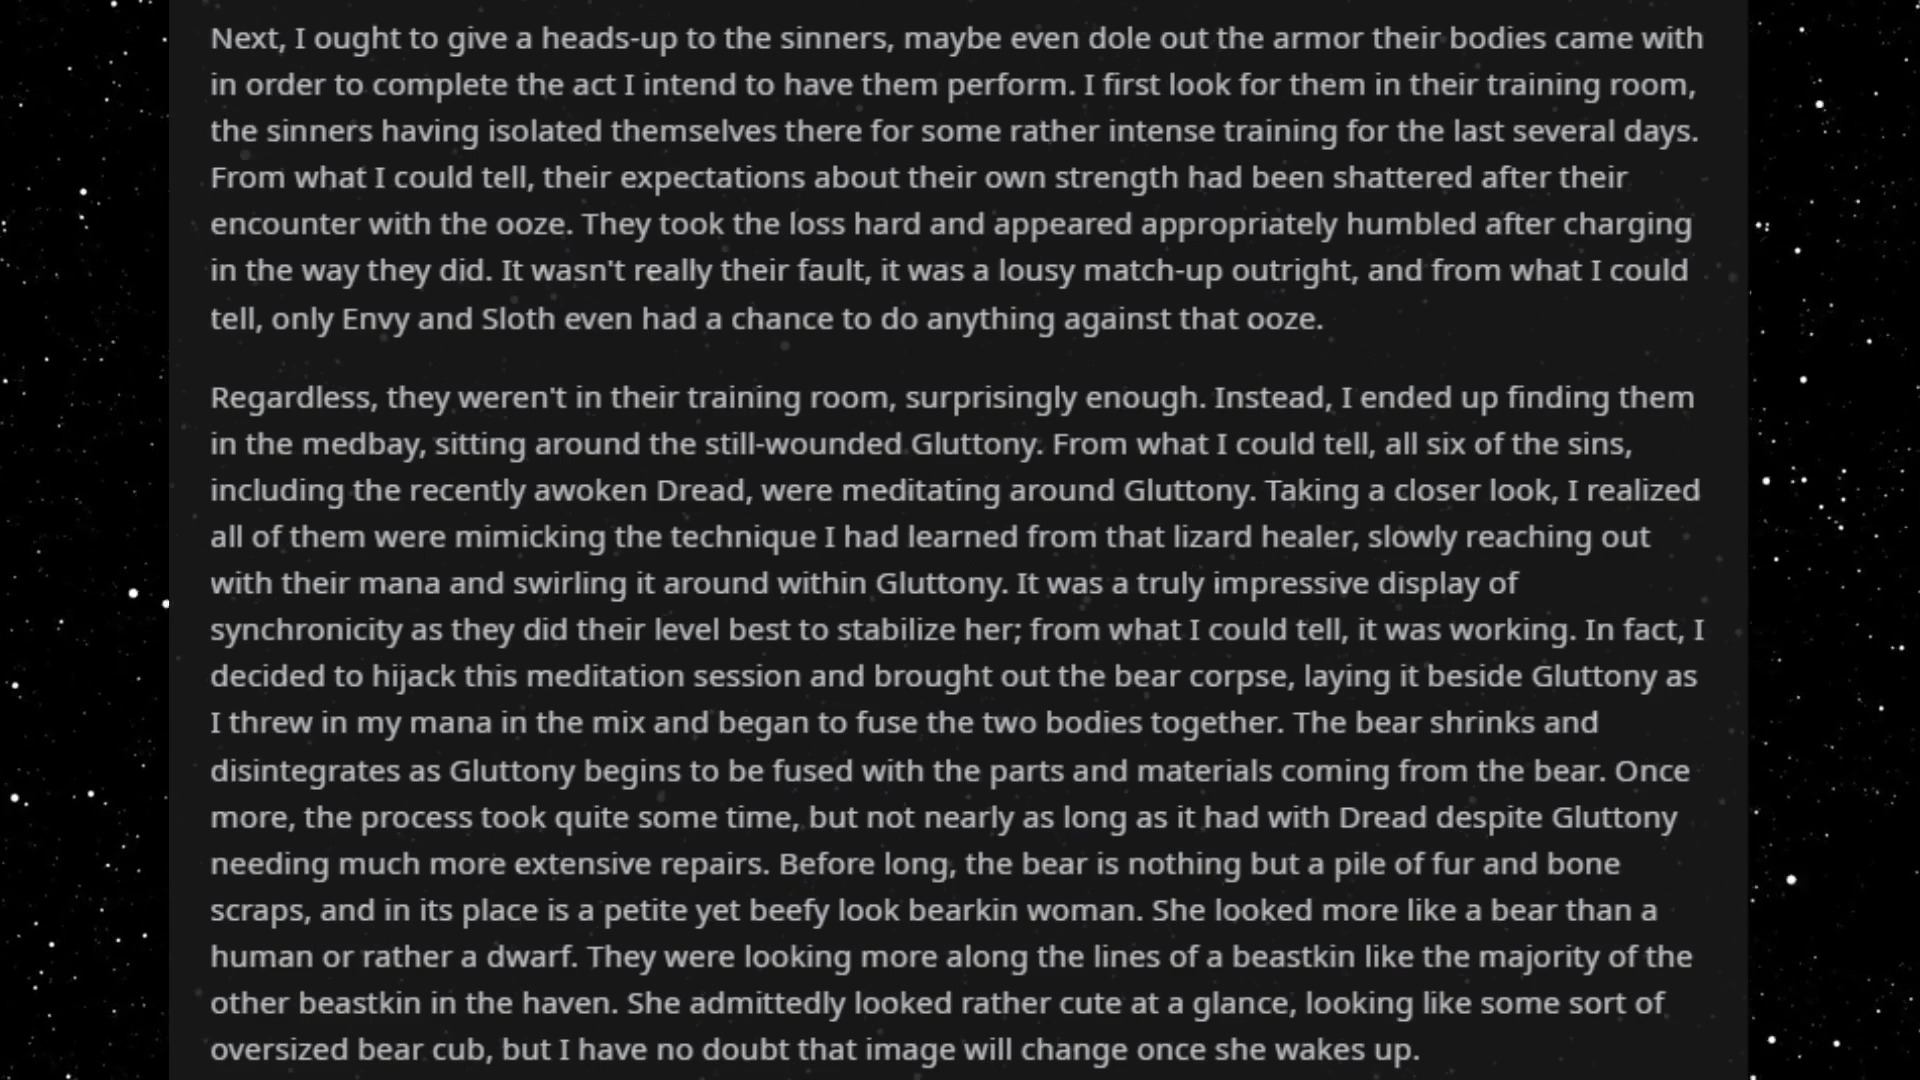 Next, I ought to give a heads-up to the sinners, maybe even dole out the armor their bodies came with
in order to complete the act I intend to have them perform. I first look for them in their training room,
the sinners having isolated themselves there for some rather intense training for the last several days.
From what I could tell, their expectations about their own strength had been shattered after their
encounter with the ooze. They took the loss hard and appeared appropriately humbled after charging
in the way they did. It wasn't really their fault, it was a lousy match-up outright, and from what I could
tell, only Envy and Sloth even had a chance to do anything against that ooze.
Regardless, they weren't in their training room, surprisingly enough. Instead, I ended up finding them
in the medbay, sitting around the still-wounded Gluttony. From what I could tell, all six of the sins,
including the recently awoken Dread, were meditating around Gluttony. Taking a closer look, I realized
all of them were mimicking the technique I had learned from that lizard healer, slowly reaching out
with their mana and swirling it around within Gluttony. It was a truly impressive display of
synchronicity as they did their level best to stabilize her; from what I could tell, it was working. In fact, I
decided to hijack this meditation session and brought out the bear corpse, laying it beside Gluttony as
I threw in my mana in the mix and began to fuse the two bodies together. The bear shrinks and
disintegrates as Gluttony begins to be fused with the parts and materials coming from the bear. Once
more, the process took quite some time, but not nearly as long as it had with Dread despite Gluttony
needing much more extensive repairs. Before long, the bear is nothing but a pile of fur and bone
scraps, and in its place is a petite yet beefy look bearkin woman. She looked more like a bear than a
human or rather a dwarf. They were looking more along the lines of a beastkin like the majority of the
other beastkin in the haven. She admittedly looked rather cute at a glance, looking like some sort of
oversized bear cub, but I have no doubt that image will change once she wakes up.